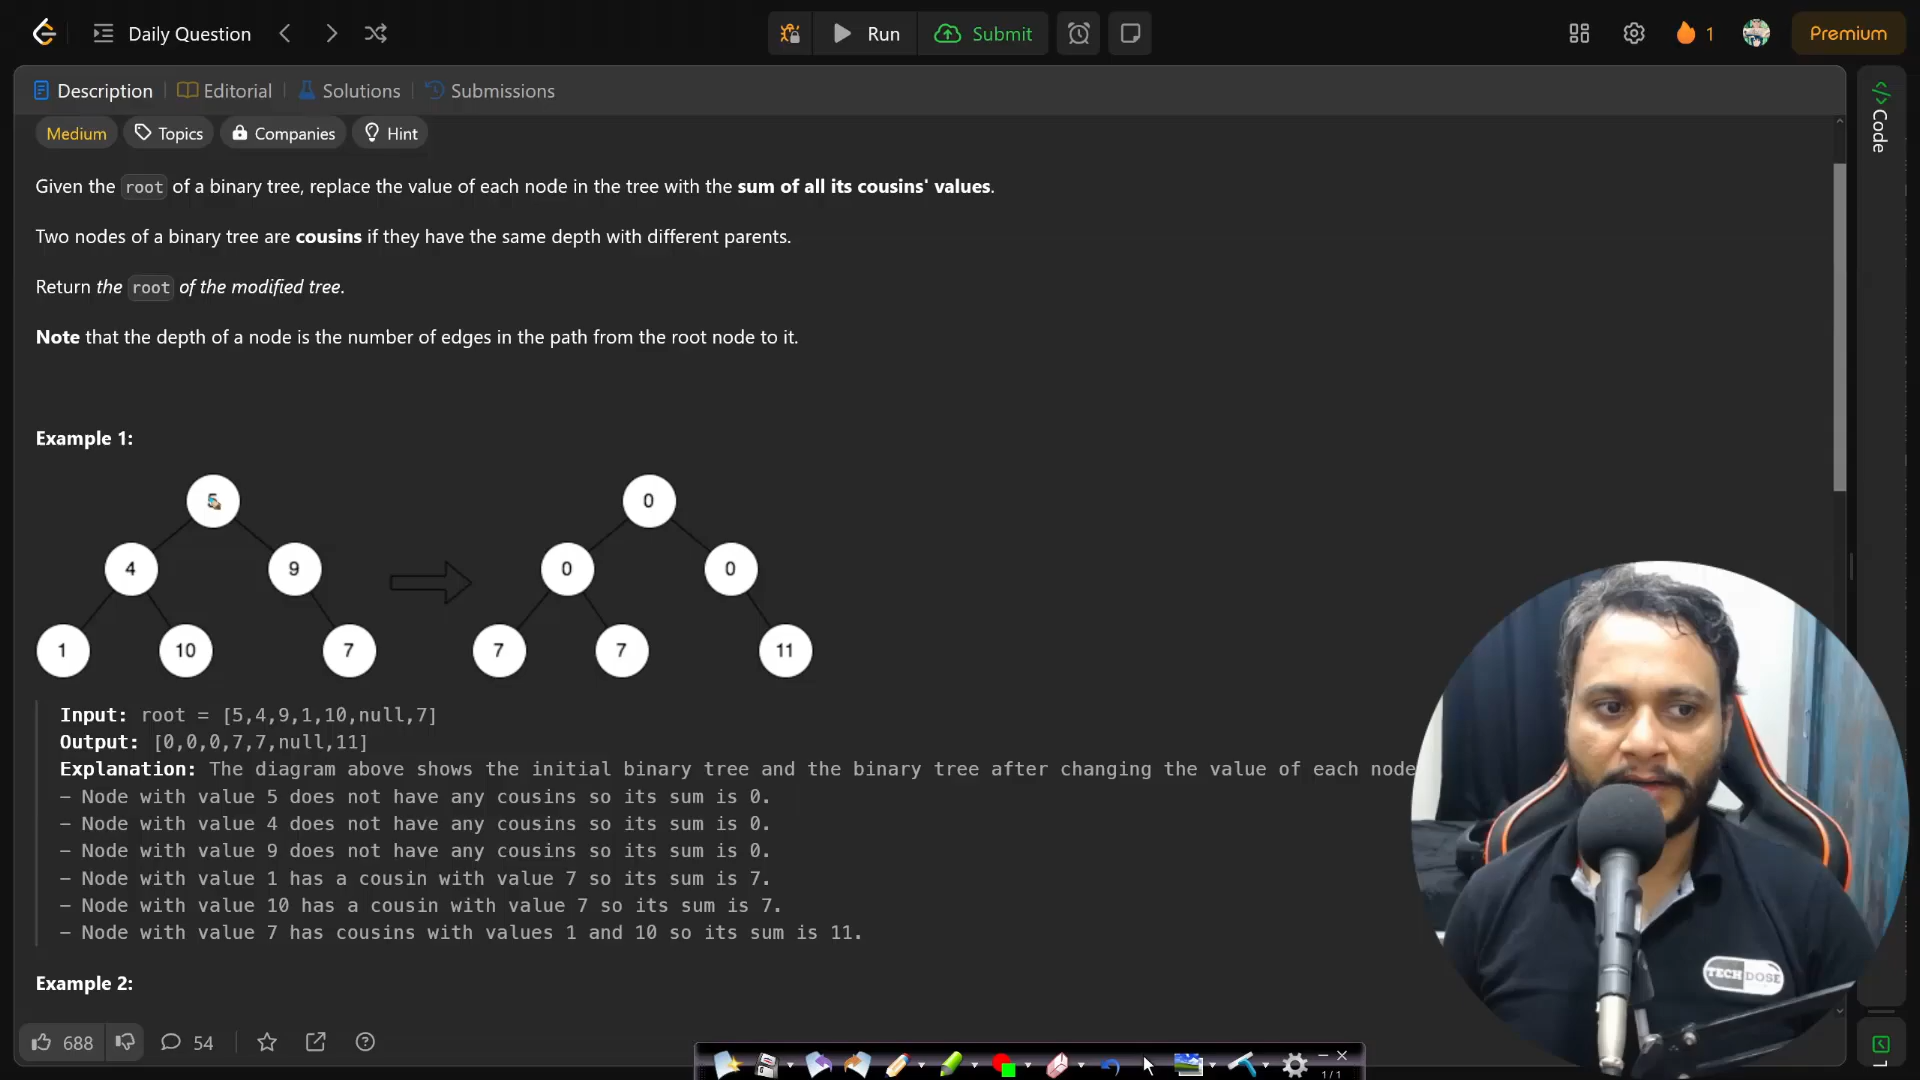 Daily Question
Run
Submit
1
Premium
Description
Editorial
Solutions
Submissions
Code
Medium
Topics
Companies
Hint
Given the root of a binary tree, replace the value of each node in the tree with the sum of all its cousins' values.
Two nodes of a binary tree are cousins if they have the same depth with different parents.
Return the root of the modified tree.
Note that the depth of a node is the number of edges in the path from the root node to it.
Example 1:
5
0
4
9
0
0
1
10
7
7
7
11
Input: root = [5,4,9,1,10,null,7]
Output: [0,0,0,7,7,null,11]
Explanation: The diagram above shows the initial binary tree and the binary tree after changing the value of each node
- Node with value 5 does not have any cousins so its sum is 0.
- Node with value 4 does not have any cousins so its sum is 0.
- Node with value 9 does not have any cousins so its sum is 0.
- Node with value 1 has a cousin with value 7 so its sum is 7.
- Node with value 10 has a cousin with value 7 so its sum is 7.
- Node with value 7 has cousins with values 1 and 10 so its sum is 11.
TECH DOSE
Example 2:
688
54
1/1